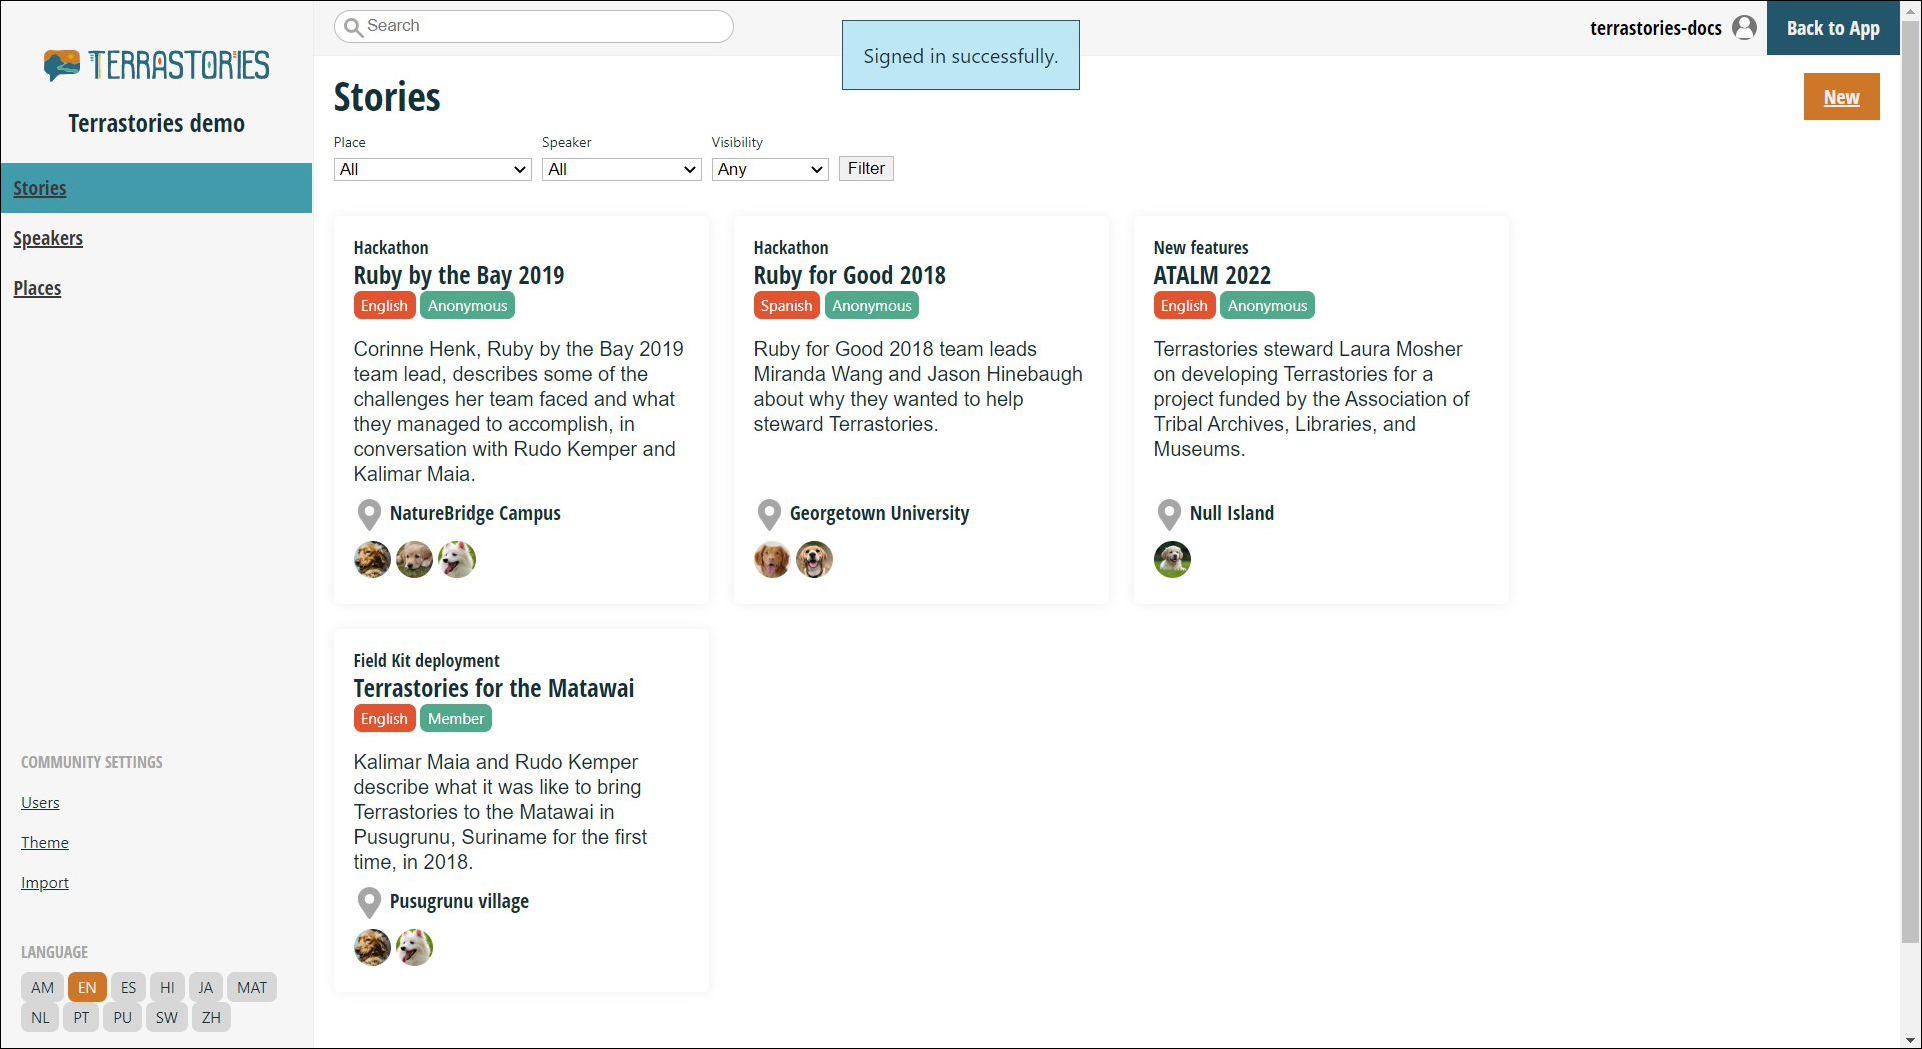 TERRASTORIES
Terrastories demo
Stories
Speakers
Places
COMMUNITY SETTINGS
Users
Theme
Import
LANGUAGE
AM EN ES HI JA MAT
NL PT PU SW ZH
Search
Signed in successfully.
terrastories-docs
Back to App
Stories
New
Place Speaker Visibility
All All Any Filter
Hackathon
Ruby by the Bay 2019
English Anonymous
Corinne Henk, Ruby by the Bay 2019
team lead, describes some of the
challenges her team faced and what
they managed to accomplish, in
conversation with Rudo Kemper and
Kalimar Maia.
NatureBridge Campus
Hackathon
Ruby for Good 2018
Spanish Anonymous
Ruby for Good 2018 team leads
Miranda Wang and Jason Hinebaugh
about why they wanted to help
steward Terrastories.
Georgetown University
New features
ATALM 2022
English Anonymous
Terrastories steward Laura Mosher
on developing Terrastories for a
project funded by the Association of
Tribal Archives, Libraries, and
Museums.
Null Island
Field Kit deployment
Terrastories for the Matawai
English Member
Kalimar Maia and Rudo Kemper
describe what it was like to bring
Terrastories to the Matawai in
Pusugrunu, Suriname for the first
time, in 2018.
Pusugrunu village